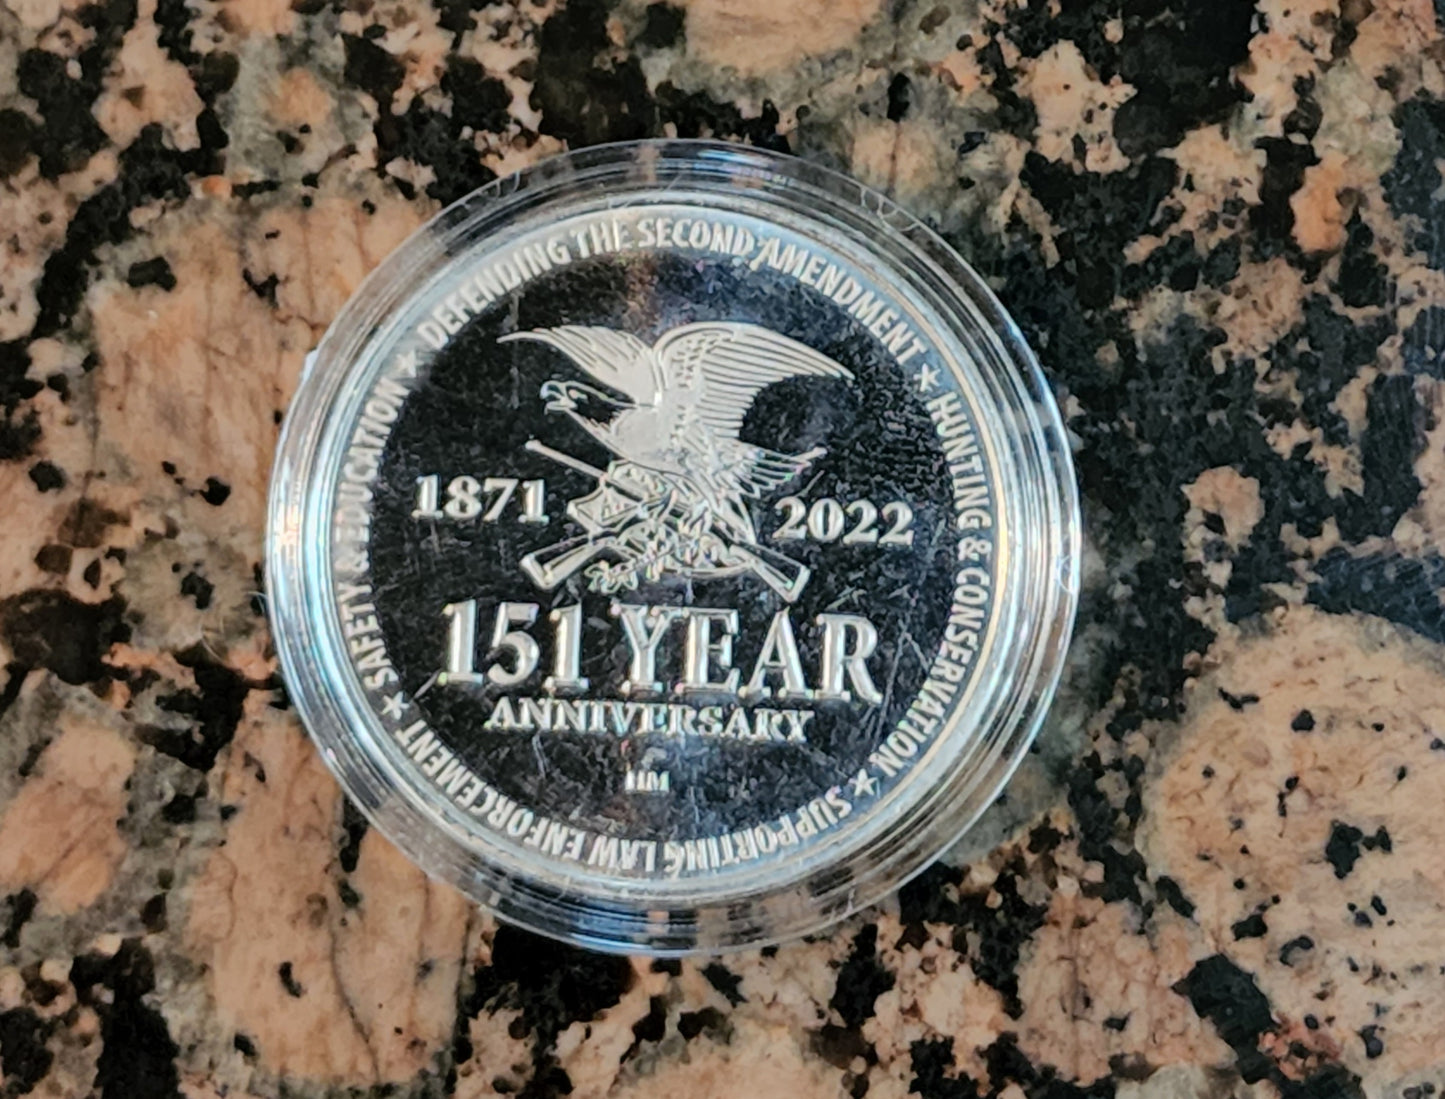 DEFENDING THE SECOND AMENDMENT ★ HUNTING & CONSERVATION ★ SUPPORTING LAW ENFORCEMENT ★ SAFETY & EDUCATION ★
1871 2022
151 YEAR
ANNIVERSARY